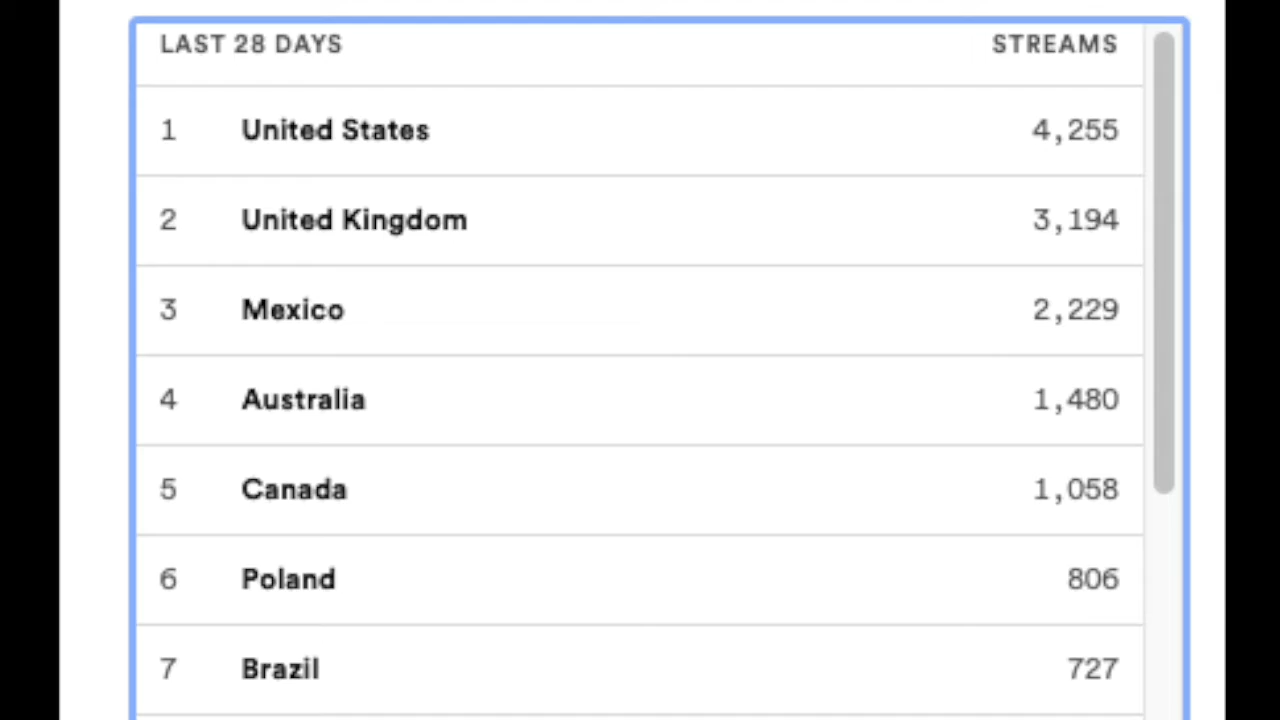 LAST 28 DAYS STREAMS
1 United States 4,255
2 United Kingdom 3,194
3 Mexico 2,229
4 Australia 1,480
5 Canada 1,058
6 Poland 806
7 Brazil 727